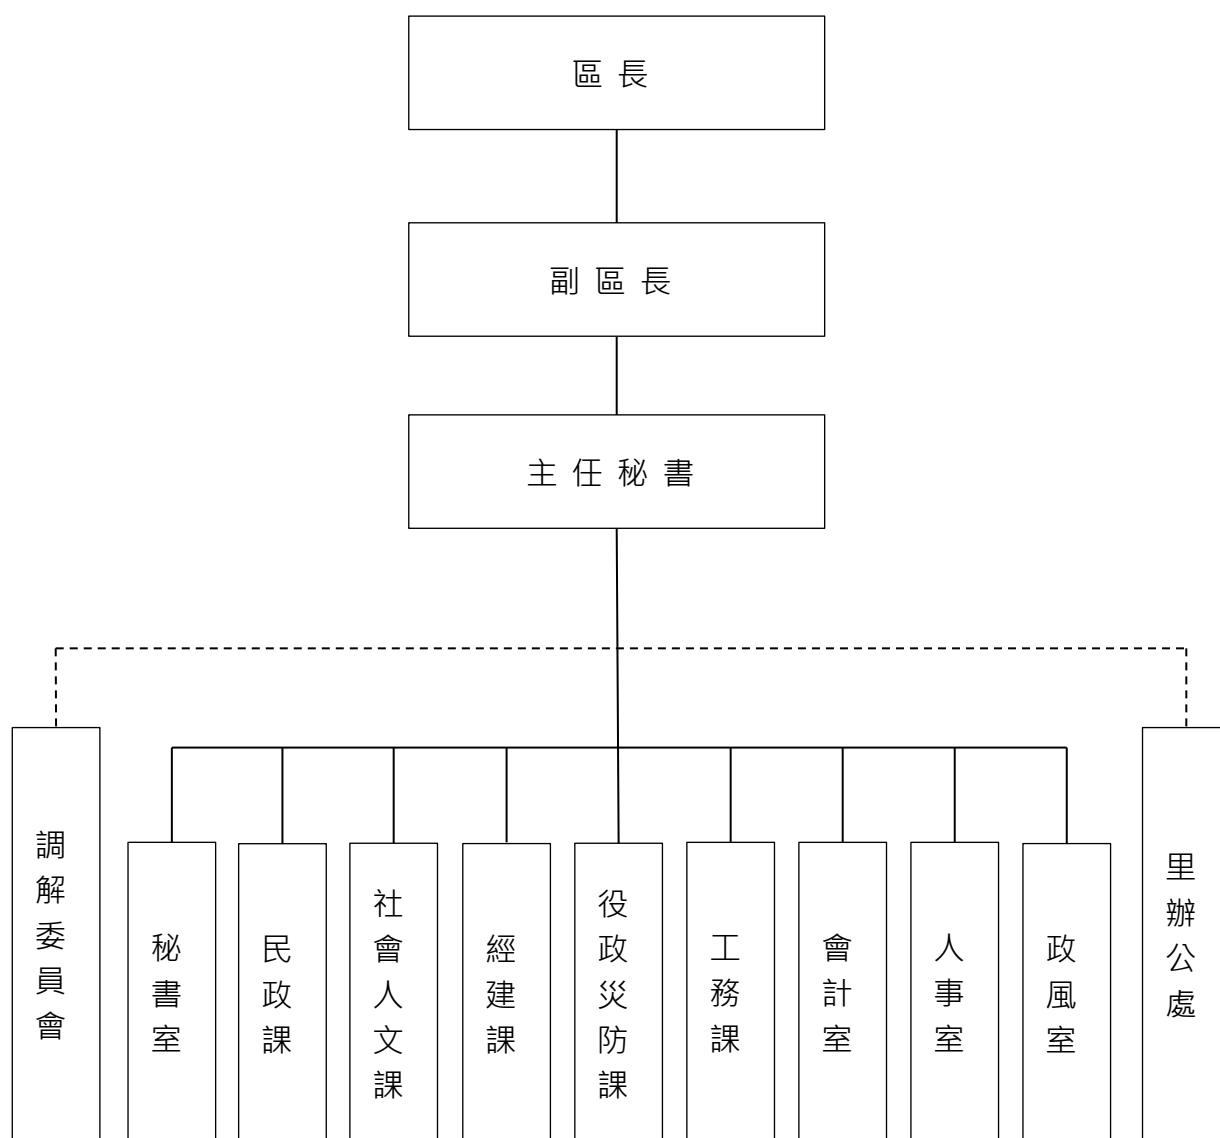 區長
副區長
主任秘書
調解委員會
秘書室
民政課
社會人文課
經建課
役政災防課
工務課
會計室
人事室
政風室
里辦公處